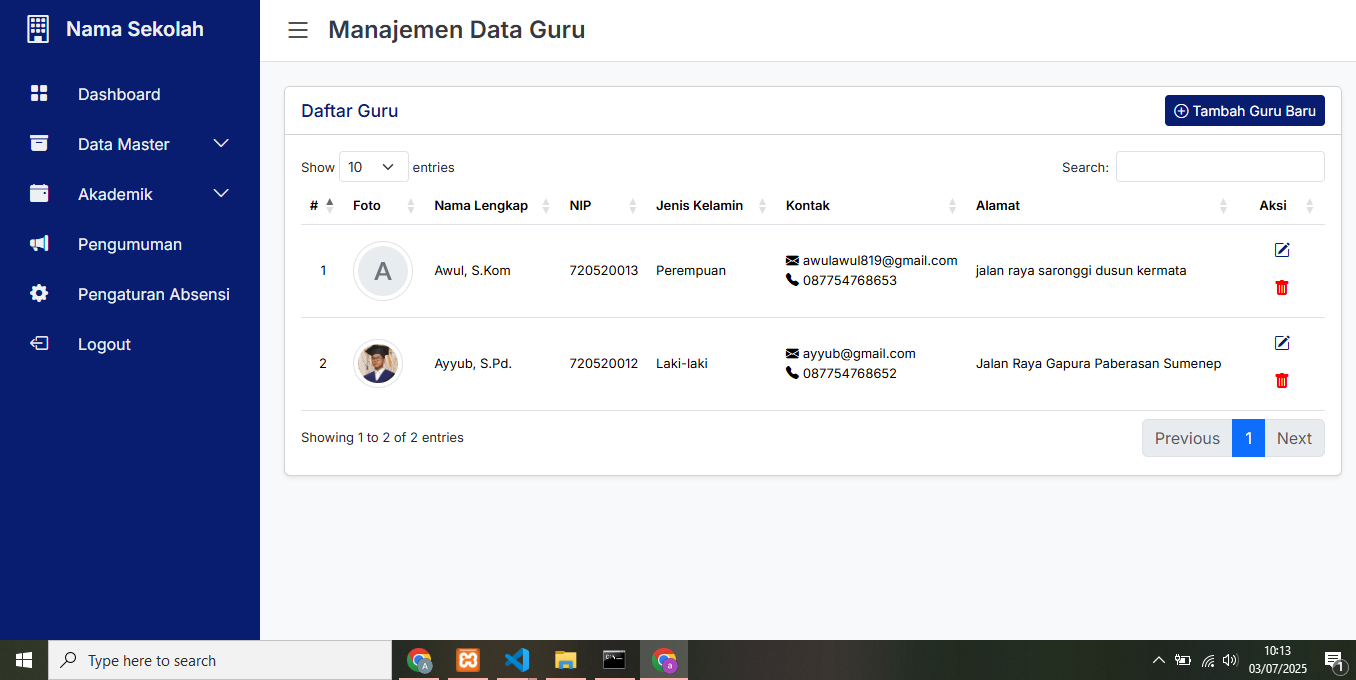 Nama Sekolah
Manajemen Data Guru
Dashboard
Data Master
Akademik
Pengumuman
Pengaturan Absensi
Logout
Daftar Guru
Tambah Guru Baru
Show 10 entries
Search:
# Foto Nama Lengkap NIP Jenis Kelamin Kontak Alamat Aksi
1 A Awul, S.Kom 720520013 Perempuan awulawul819@gmail.com jalan raya saronggi dusun kermata
087754768653
2 Ayyub, S.Pd. 720520012 Laki-laki ayyub@gmail.com Jalan Raya Gapura Paberasan Sumenep
087754768652
Showing 1 to 2 of 2 entries
Previous 1 Next
Type here to search
A
a
10:13
03/07/2025
1